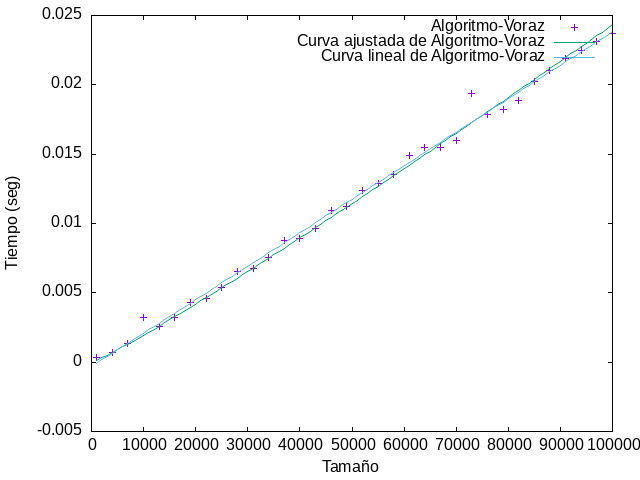 Algoritmo-Voraz
Curva ajustada de Algoritmo-Voraz
Curva lineal de Algoritmo-Voraz
0.025
0.02
0.015
0.01
0.005
0
-0.005
Tiempo (seg)
0 10000 20000 30000 40000 50000 60000 70000 80000 90000 100000
Tamaño